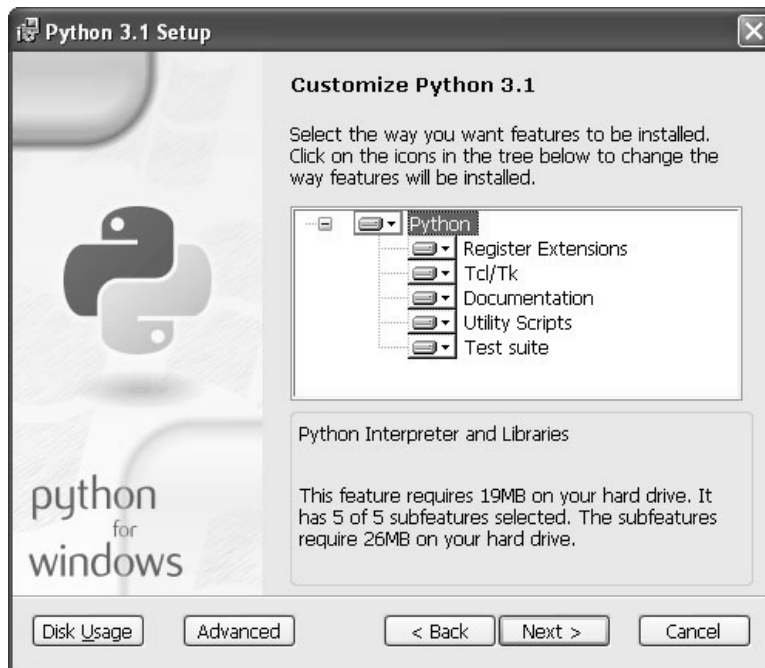 Python 3.1 Setup
Customize Python 3.1
Select the way you want features to be installed.
Click on the icons in the tree below to change the
way features will be installed.
Python
Register Extensions
Tcl/Tk
Documentation
Utility Scripts
Test suite
Python Interpreter and Libraries
This feature requires 19MB on your hard drive. It
has 5 of 5 subfeatures selected. The subfeatures
require 26MB on your hard drive.
python
for
windows
Disk Usage
Advanced
< Back
Next >
Cancel